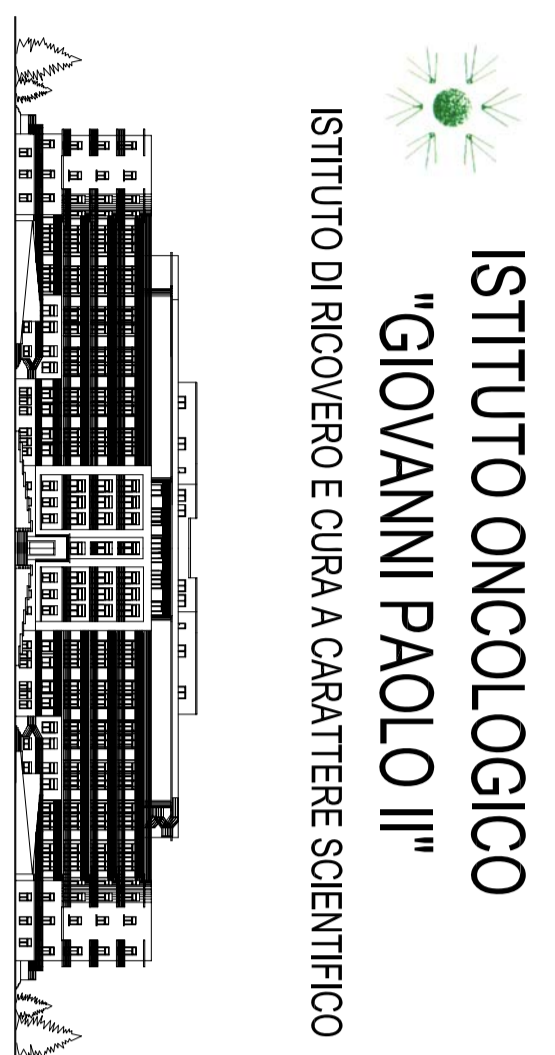 ISTITUTO ONCOLOGICO
"GIOVANNI PAOLO II"
ISTITUTO DI RICOVERO E CURA A CARATTERE SCIENTIFICO